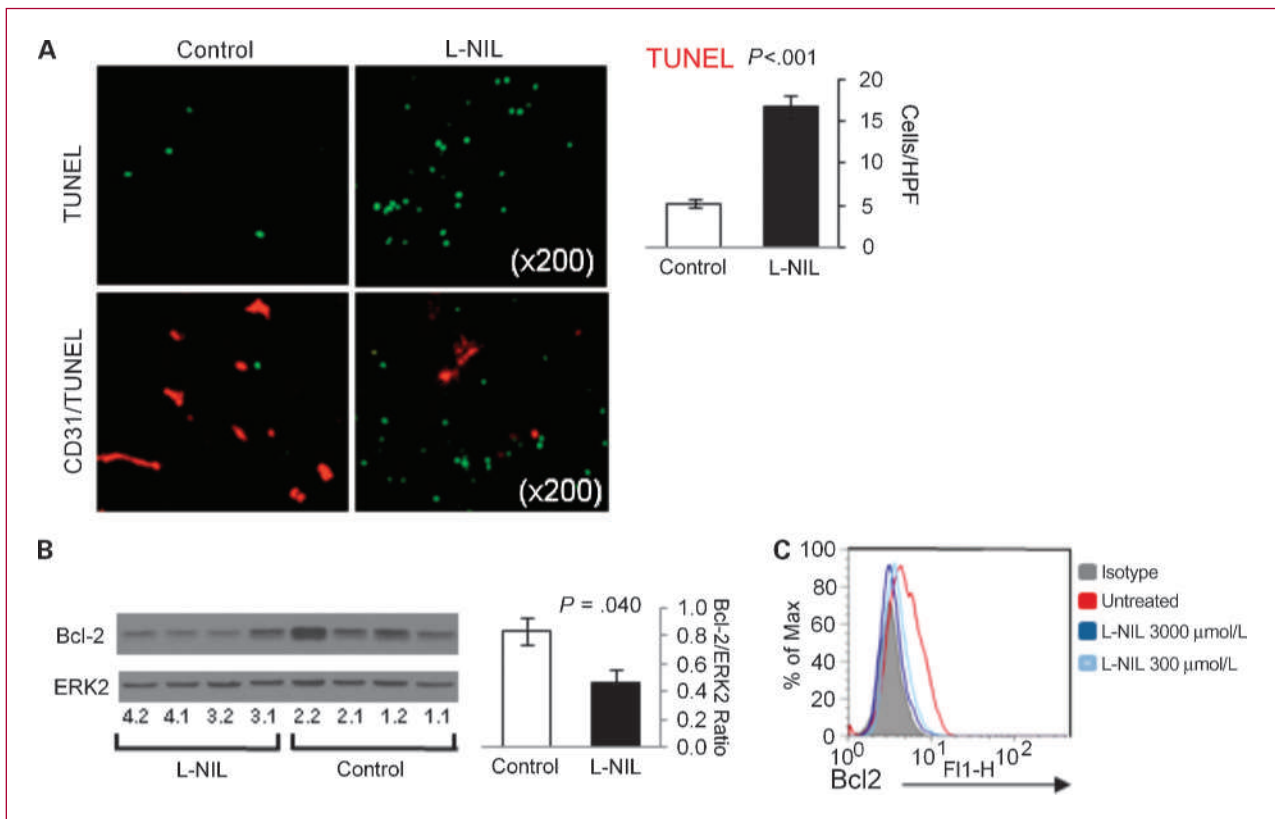 A
Control
L-NIL
TUNEL
(x200)
CD31/TUNEL
(x200)
TUNEL P<.001
20
15
10
5
0
Cells/HPF
Control L-NIL
B
Bcl-2
ERK2
4.2 4.1 3.2 3.1 2.2 2.1 1.2 1.1
L-NIL Control
P = .040
1.0
0.8
0.6
0.4
0.2
0.0
Bcl-2/ERK2 Ratio
Control L-NIL
C
100
80
60
40
20
0
% of Max
10⁰ 10¹ 10²
Bcl2 Fl1-H
Isotype
Untreated
L-NIL 3000 µmol/L
L-NIL 300 µmol/L